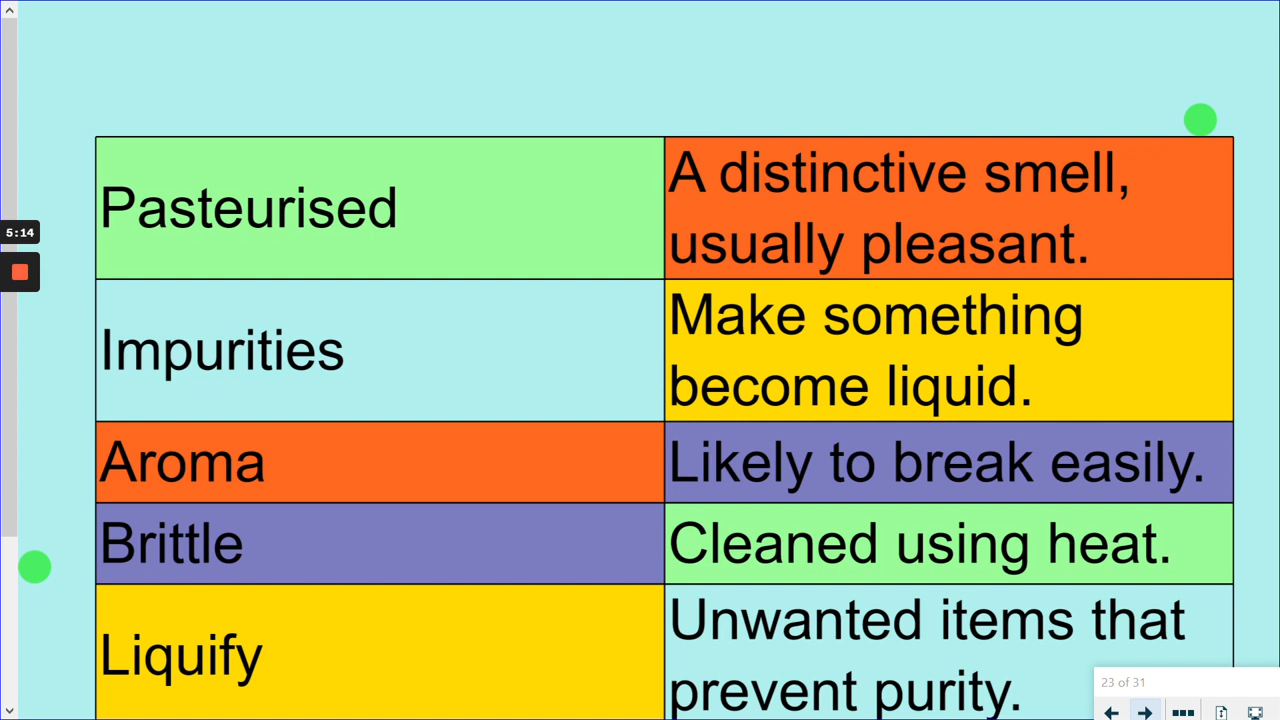 Pasteurised
A distinctive smell,
usually pleasant.
Impurities
Make something
become liquid.
Aroma
Likely to break easily.
Brittle
Cleaned using heat.
Liquify
Unwanted items that
prevent purity.
5:14
23 of 31